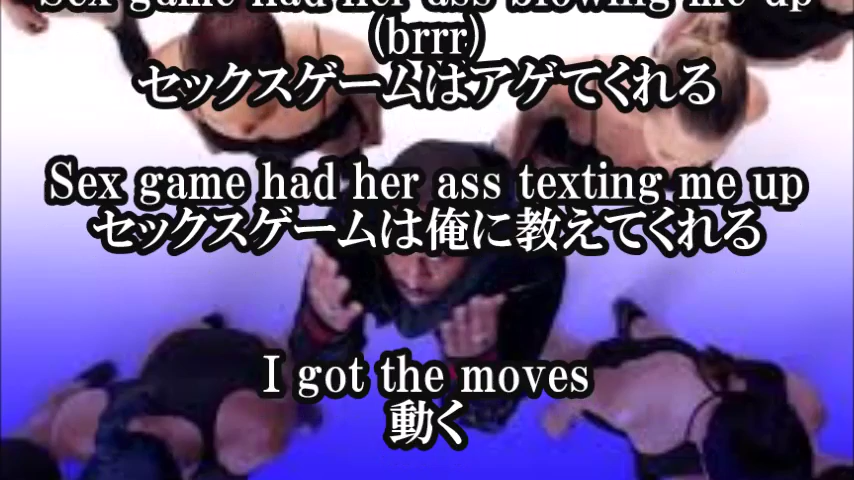 Sex game had her ass blowing me up
(brrr)
セックスゲームはアゲてくれる
Sex game had her ass texting me up
セックスゲームは俺に教えてくれる
I got the moves
動く